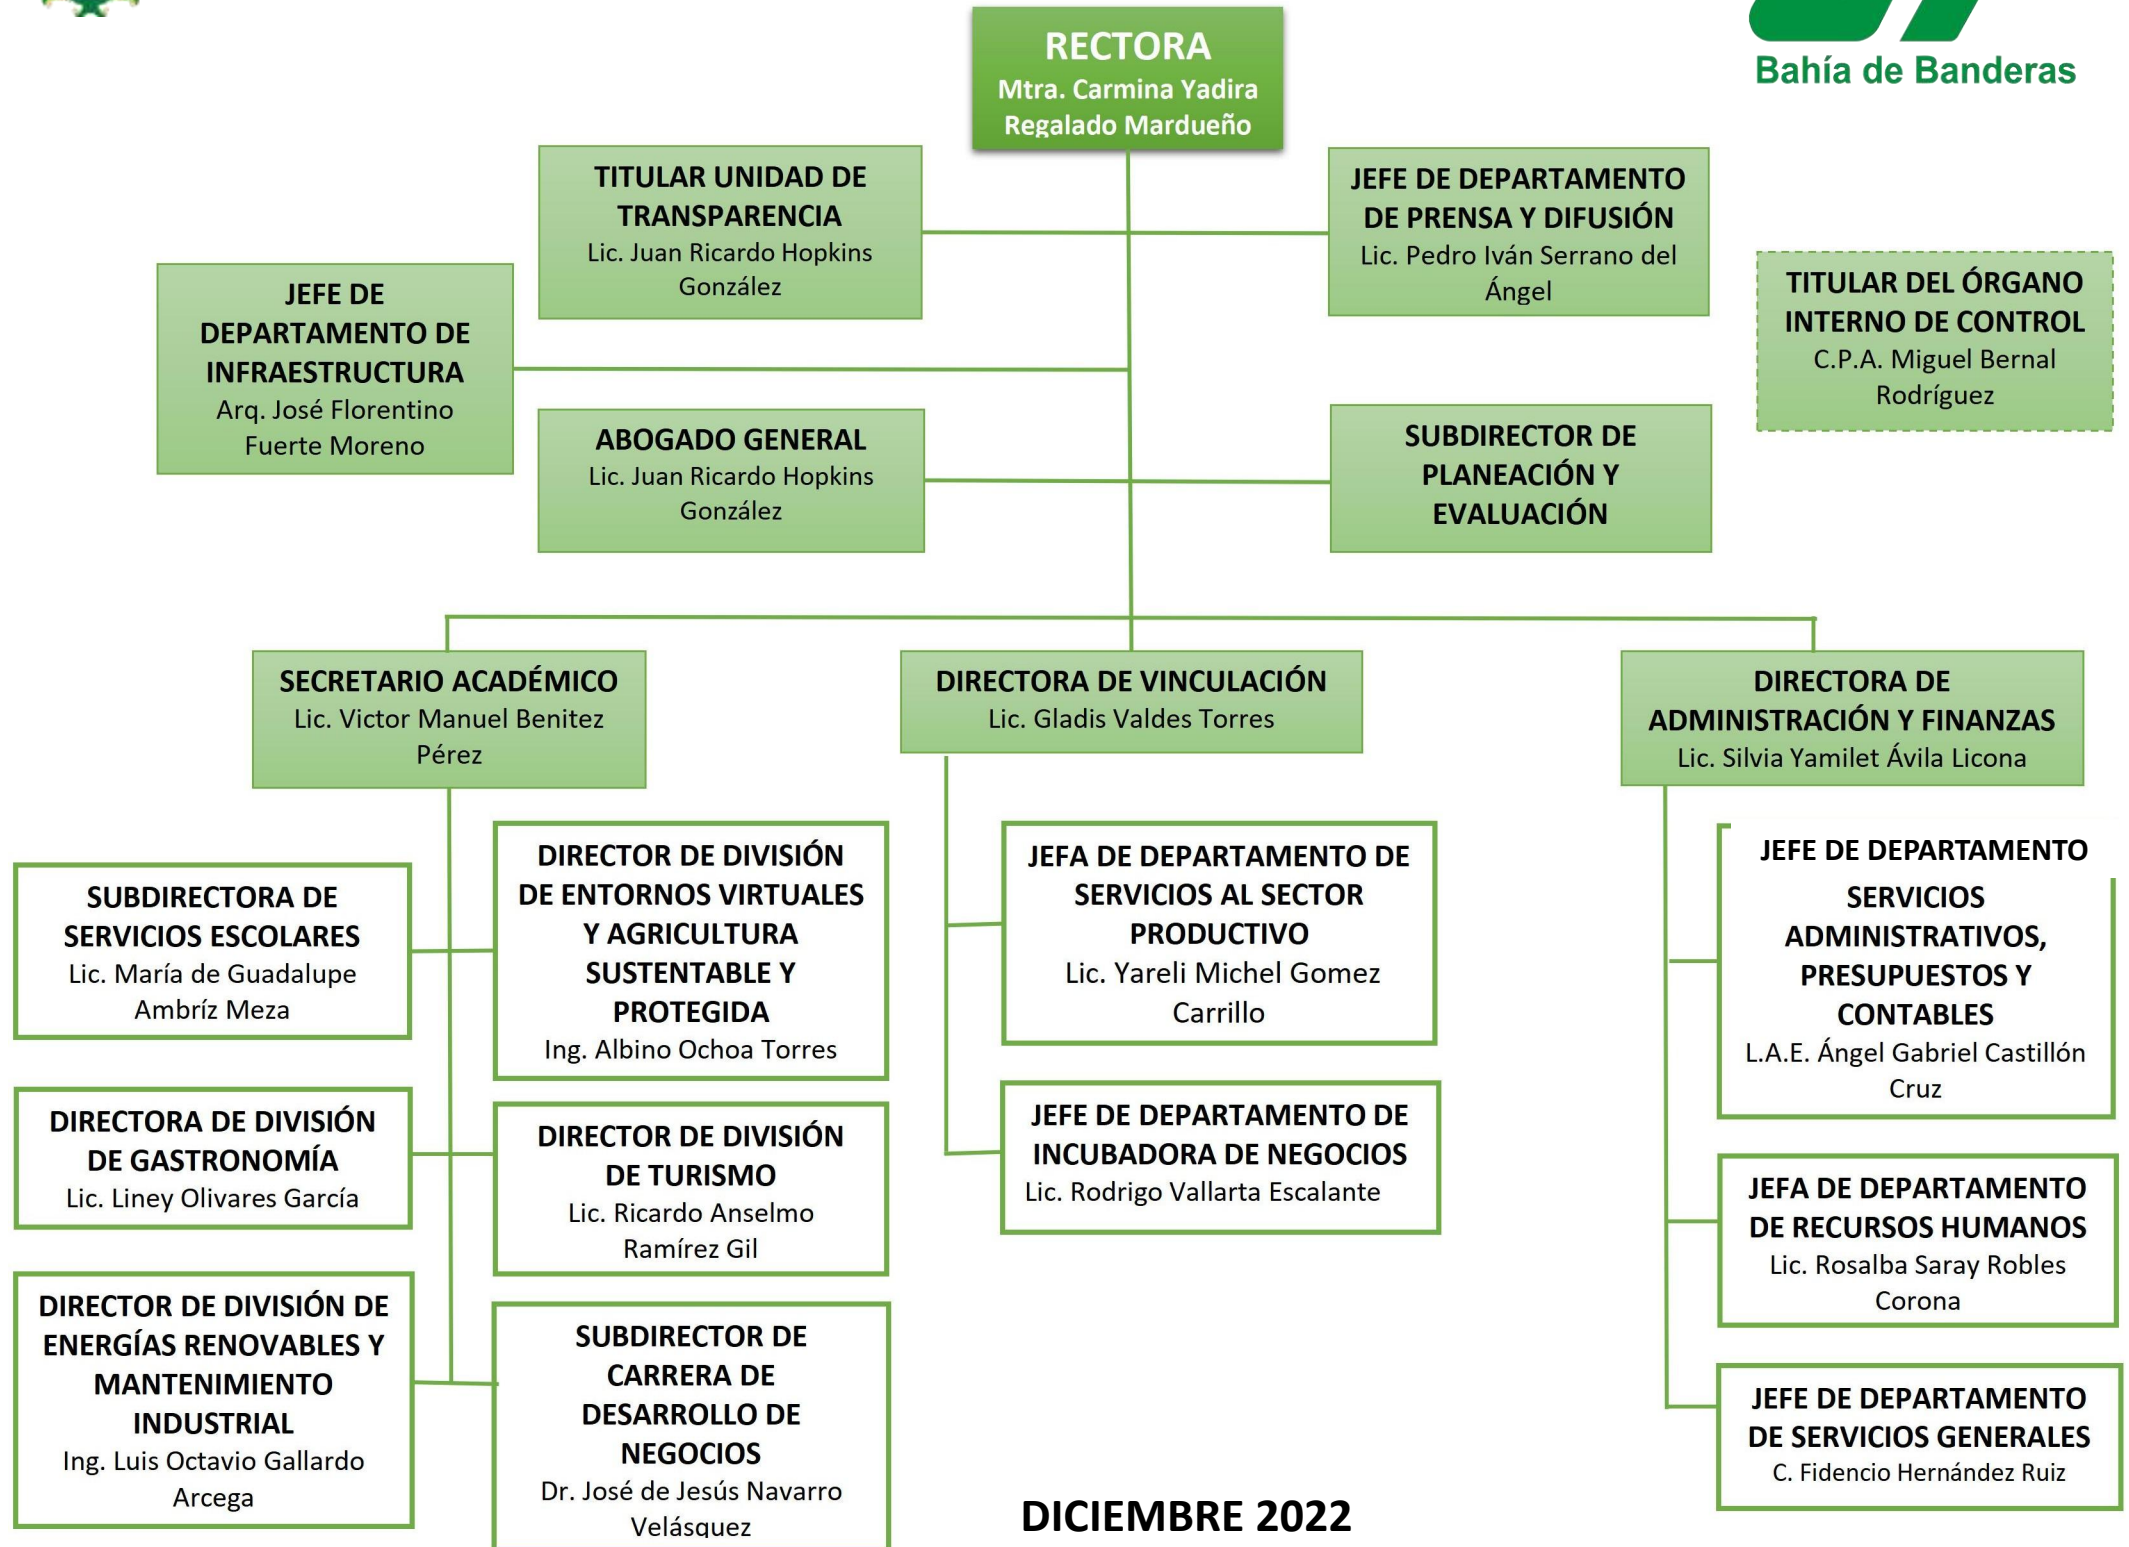 Bahía de Banderas
RECTORA
Mtra. Carmina Yadira
Regalado Mardueño
TITULAR UNIDAD DE
TRANSPARENCIA
Lic. Juan Ricardo Hopkins
González
JEFE DE DEPARTAMENTO
DE PRENSA Y DIFUSIÓN
Lic. Pedro Iván Serrano del
Ángel
TITULAR DEL ÓRGANO
INTERNO DE CONTROL
C.P.A. Miguel Bernal
Rodríguez
JEFE DE
DEPARTAMENTO DE
INFRAESTRUCTURA
Arq. José Florentino
Fuerte Moreno
ABOGADO GENERAL
Lic. Juan Ricardo Hopkins
González
SUBDIRECTOR DE
PLANEACIÓN Y
EVALUACIÓN
SECRETARIO ACADÉMICO
Lic. Victor Manuel Benitez
Pérez
DIRECTORA DE VINCULACIÓN
Lic. Gladis Valdes Torres
DIRECTORA DE
ADMINISTRACIÓN Y FINANZAS
Lic. Silvia Yamilet Ávila Licona
SUBDIRECTORA DE
SERVICIOS ESCOLARES
Lic. María de Guadalupe
Ambríz Meza
DIRECTOR DE DIVISIÓN
DE ENTORNOS VIRTUALES
Y AGRICULTURA
SUSTENTABLE Y
PROTEGIDA
Ing. Albino Ochoa Torres
DIRECTORA DE DIVISIÓN
DE GASTRONOMÍA
Lic. Liney Olivares García
DIRECTOR DE DIVISIÓN
DE TURISMO
Lic. Ricardo Anselmo
Ramírez Gil
DIRECTOR DE DIVISIÓN DE
ENERGÍAS RENOVABLES Y
MANTENIMIENTO
INDUSTRIAL
Ing. Luis Octavio Gallardo
Arcega
SUBDIRECTOR DE
CARRERA DE
DESARROLLO DE
NEGOCIOS
Dr. José de Jesús Navarro
Velásquez
JEFA DE DEPARTAMENTO DE
SERVICIOS AL SECTOR
PRODUCTIVO
Lic. Yareli Michel Gomez
Carrillo
JEFE DE DEPARTAMENTO DE
INCUBADORA DE NEGOCIOS
Lic. Rodrigo Vallarta Escalante
JEFE DE DEPARTAMENTO
SERVICIOS
ADMINISTRATIVOS,
PRESUPUESTOS Y
CONTABLES
L.A.E. Ángel Gabriel Castillón
Cruz
JEFA DE DEPARTAMENTO
DE RECURSOS HUMANOS
Lic. Rosalba Saray Robles
Corona
JEFE DE DEPARTAMENTO
DE SERVICIOS GENERALES
C. Fidencio Hernández Ruiz
DICIEMBRE 2022